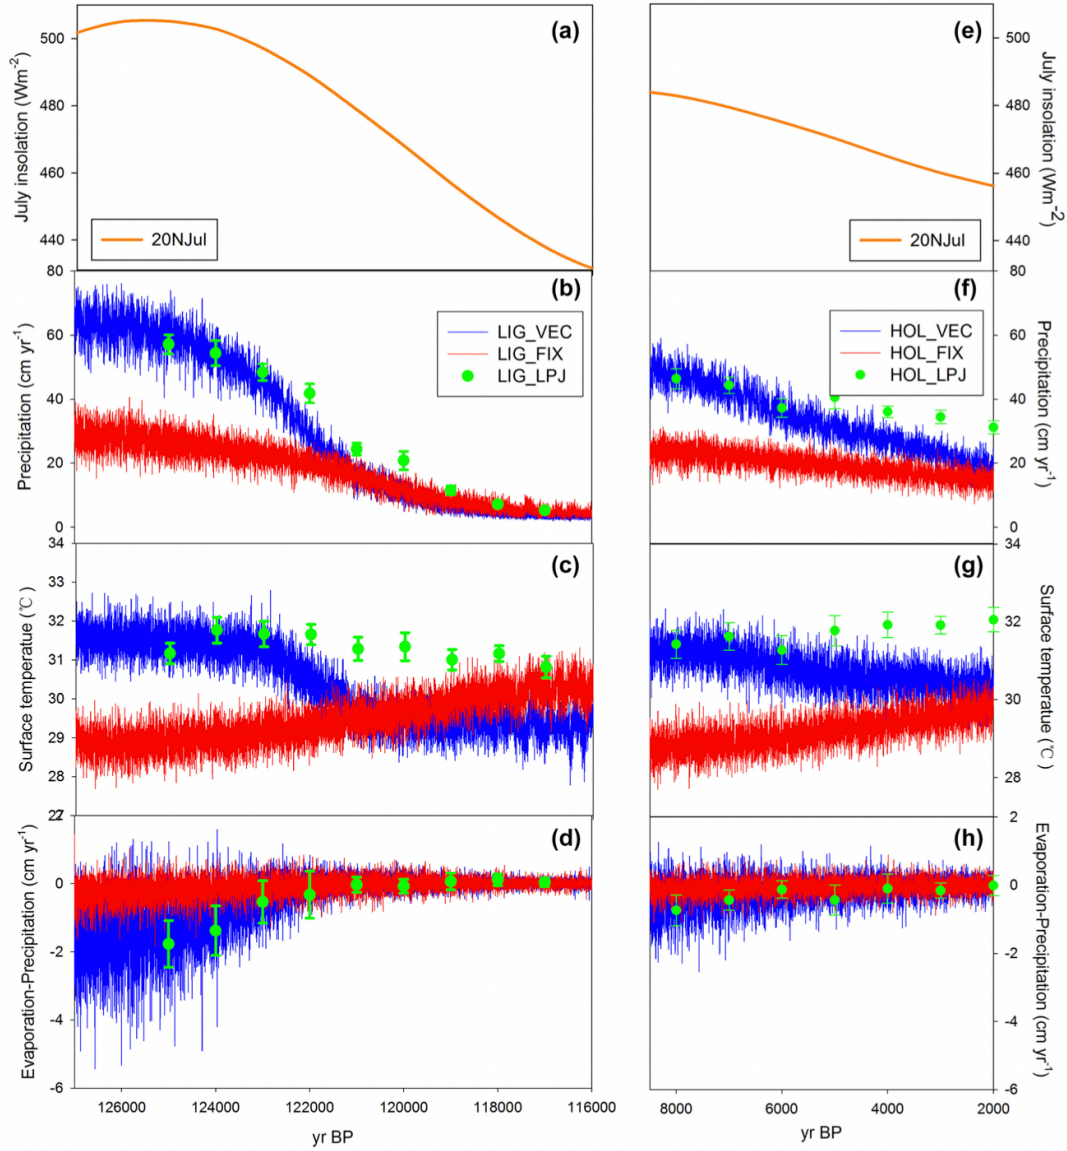 (a)
500
480
460
440
July insolation (Wm-2)
20NJul
(e)
500
480
460
440
July insolation (Wm-2)
20NJul
(b)
80
60
40
20
0
Precipitation (cm yr-1)
LIG_VEC
LIG_FIX
LIG_LPJ
(f)
80
60
40
20
0
Precipitation (cm yr-1)
HOL_VEC
HOL_FIX
HOL_LPJ
(c)
34
33
32
31
30
29
28
27
Surface temperatue (℃)
(g)
34
32
30
28
Surface temperatue (℃)
(d)
2
0
-2
-4
-6
Evaporation-Precipitation (cm yr-1)
126000 124000 122000 120000 118000 116000
yr BP
(h)
2
0
-2
-4
-6
Evaporation-Precipitation (cm yr-1)
8000 6000 4000 2000
yr BP